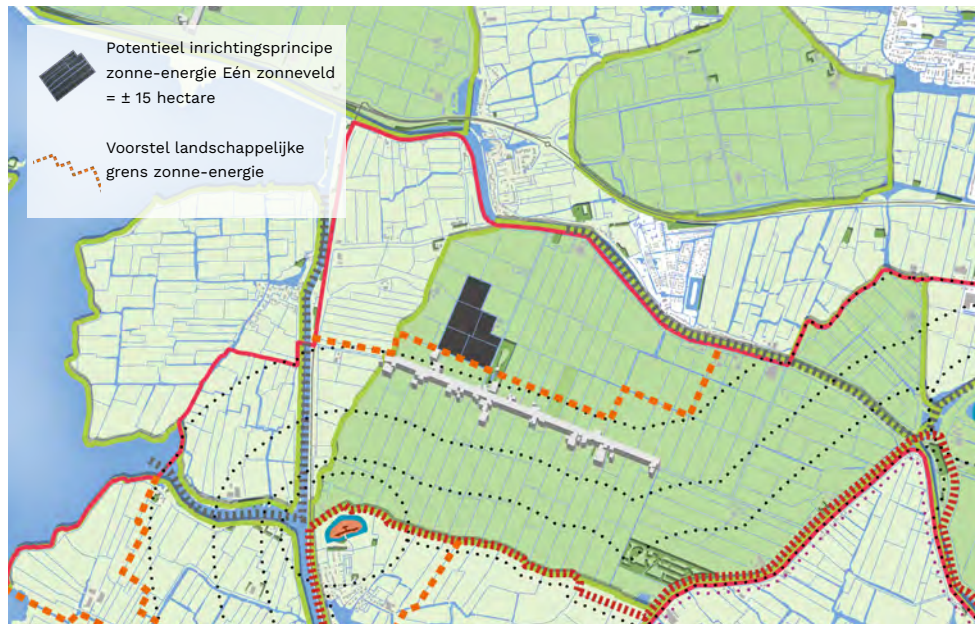 Potentieel inrichtingsprincipe
zonne-energie Eén zonneveld
= ± 15 hectare
Voorstel landschappelijke
grens zonne-energie